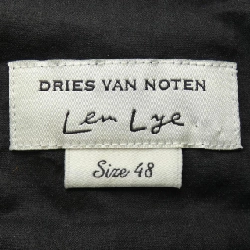 DRIES VAN NOTEN
Len Lye
Size 48